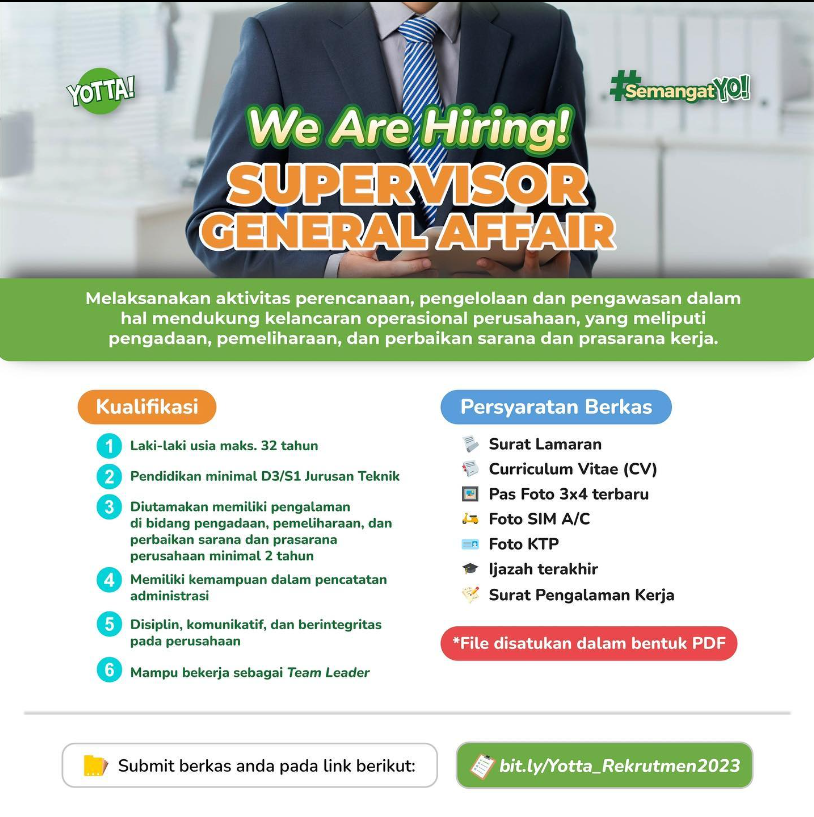 YOTTA!
#SemangatYO!
We Are Hiring!
SUPERVISOR
GENERAL AFFAIR
Melaksanakan aktivitas perencanaan, pengelolaan dan pengawasan dalam
hal mendukung kelancaran operasional perusahaan, yang meliputi
pengadaan, pemeliharaan, dan perbaikan sarana dan prasarana kerja.
Kualifikasi
1 Laki-laki usia maks. 32 tahun
2 Pendidikan minimal D3/S1 Jurusan Teknik
3 Diutamakan memiliki pengalaman
di bidang pengadaan, pemeliharaan, dan
perbaikan sarana dan prasarana
perusahaan minimal 2 tahun
4 Memiliki kemampuan dalam pencatatan
administrasi
5 Disiplin, komunikatif, dan berintegritas
pada perusahaan
6 Mampu bekerja sebagai Team Leader
Persyaratan Berkas
Surat Lamaran
Curriculum Vitae (CV)
Pas Foto 3x4 terbaru
Foto SIM A/C
Foto KTP
Ijazah terakhir
Surat Pengalaman Kerja
*File disatukan dalam bentuk PDF
Submit berkas anda pada link berikut:
bit.ly/Yotta_Rekrutmen2023